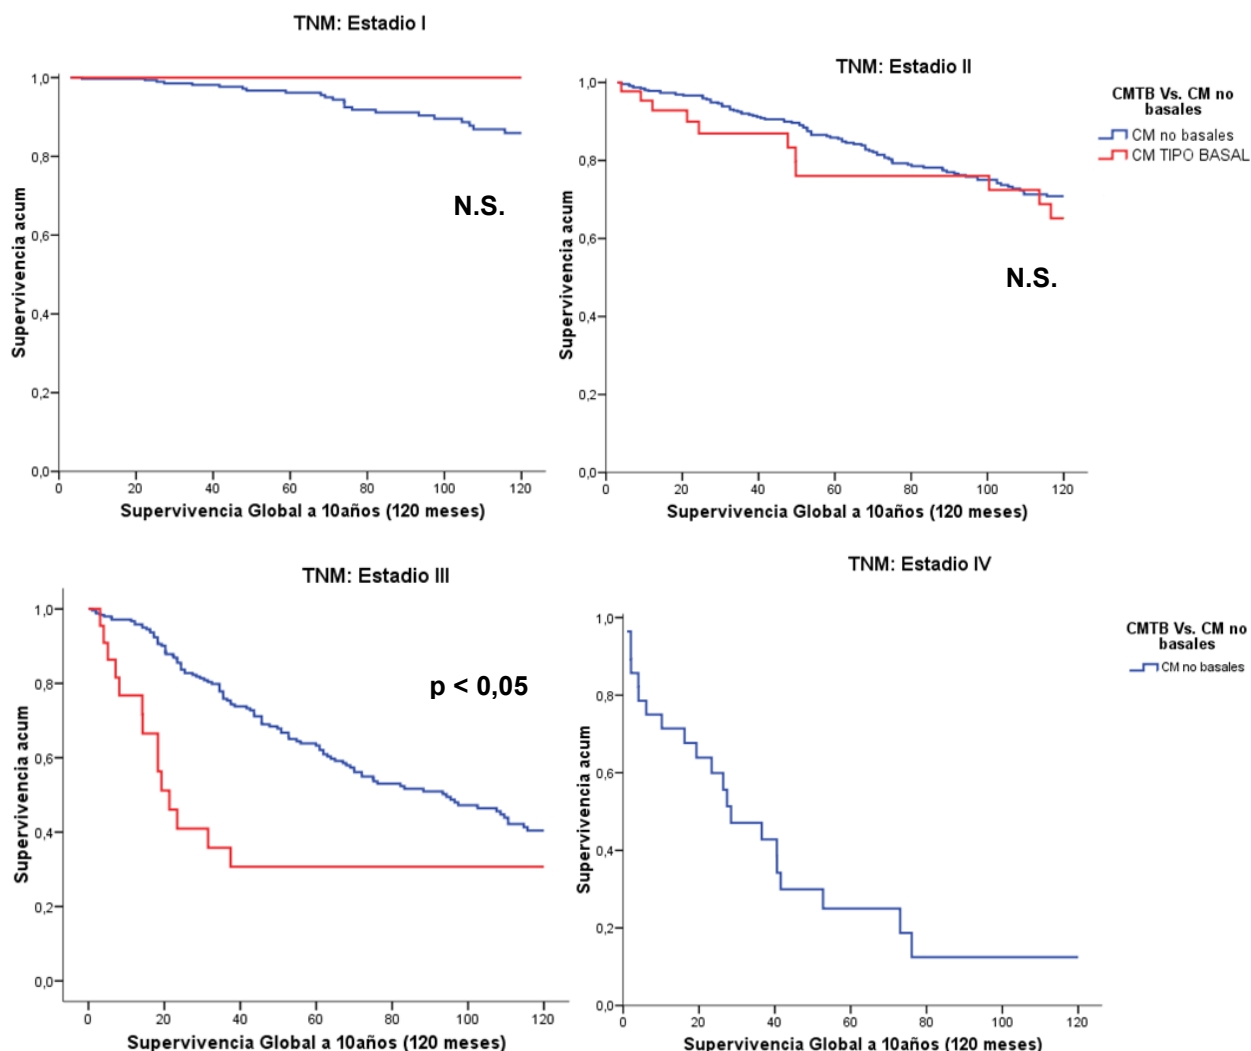 TNM: Estadio I
1,0
0,8
0,6
0,4
0,2
0,0
Supervivencia acum
N.S.
0 20 40 60 80 100 120
Supervivencia Global a 10años (120 meses)
TNM: Estadio II
1,0
0,8
0,6
0,4
0,2
0,0
Supervivencia acum
N.S.
0 20 40 60 80 100 120
Supervivencia Global a 10años (120 meses)
CMTB Vs. CM no
basales
CM no basales
CM TIPO BASAL
TNM: Estadio III
1,0
0,8
0,6
0,4
0,2
0,0
Supervivencia acum
p < 0,05
0 20 40 60 80 100 120
Supervivencia Global a 10años (120 meses)
TNM: Estadio IV
1,0
0,8
0,6
0,4
0,2
0,0
Supervivencia acum
0 20 40 60 80 100 120
Supervivencia Global a 10años (120 meses)
CMTB Vs. CM no
basales
CM no basales